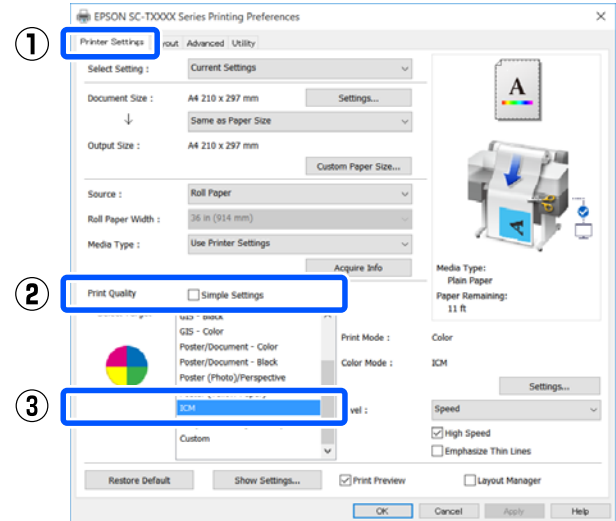 EPSON SC-TXXXX Series Printing Preferences
①
Printer Settings
out
Advanced
Utility
Select Setting :
Current Settings
Document Size :
A4 210 x 297 mm
Settings...
Same as Paper Size
Output Size :
A4 210 x 297 mm
Custom Paper Size...
Source :
Roll Paper
Roll Paper Width :
36 in (914 mm)
Media Type :
Use Printer Settings
Acquire Info
A
A
Media Type:
Plain Paper
Paper Remaining:
11 ft
②
Print Quality
Simple Settings
GIS - Color
Poster/Document - Color
Poster/Document - Black
Poster (Photo)/Perspective
③
ICM
Custom
Print Mode :
Color
Color Mode :
ICM
Settings...
vel :
Speed
High Speed
Emphasize Thin Lines
Restore Default
Show Settings...
Print Preview
Layout Manager
OK
Cancel
Apply
Help